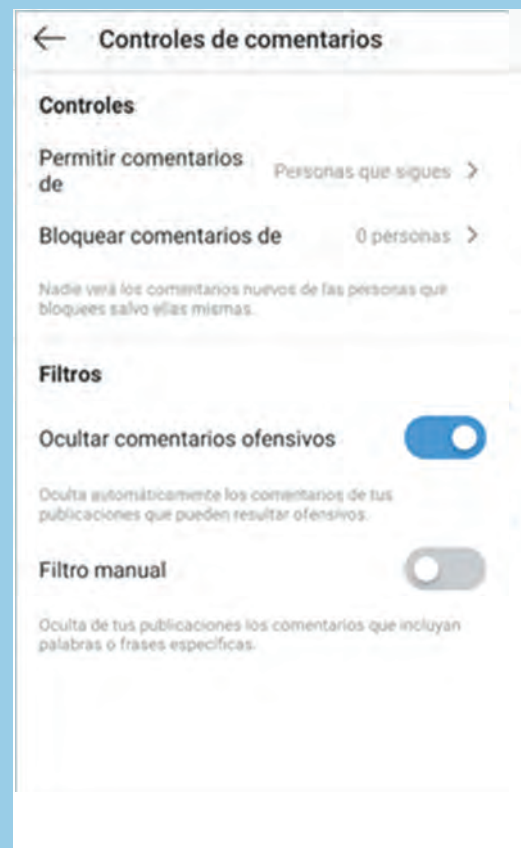 Controles de comentarios
Controles
Permitir comentarios
de
Personas que sigues
Bloquear comentarios de
0 personas
Nadie verá los comentarios nuevos de las personas que
bloquees salvo ellas mismas.
Filtros
Ocultar comentarios ofensivos
Oculta automáticamente los comentarios de tus
publicaciones que pueden resultar ofensivos.
Filtro manual
Oculta de tus publicaciones los comentarios que incluyan
palabras o frases específicas.